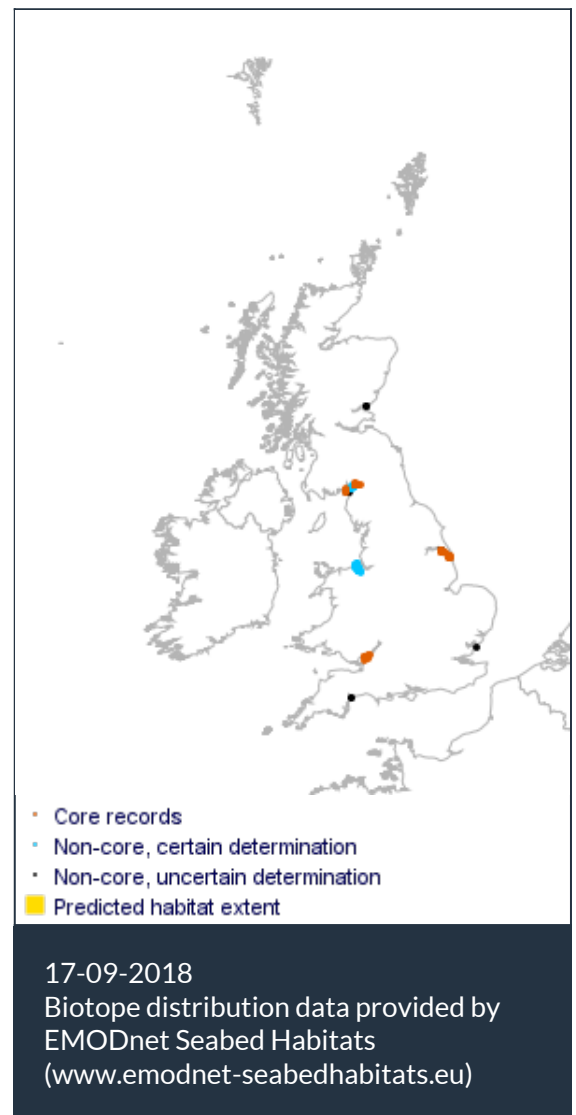 Core records
Non-core, certain determination
Non-core, uncertain determination
Predicted habitat extent
17-09-2018
Biotope distribution data provided by
EMODnet Seabed Habitats
(www.emodnet-seabedhabitats.eu)